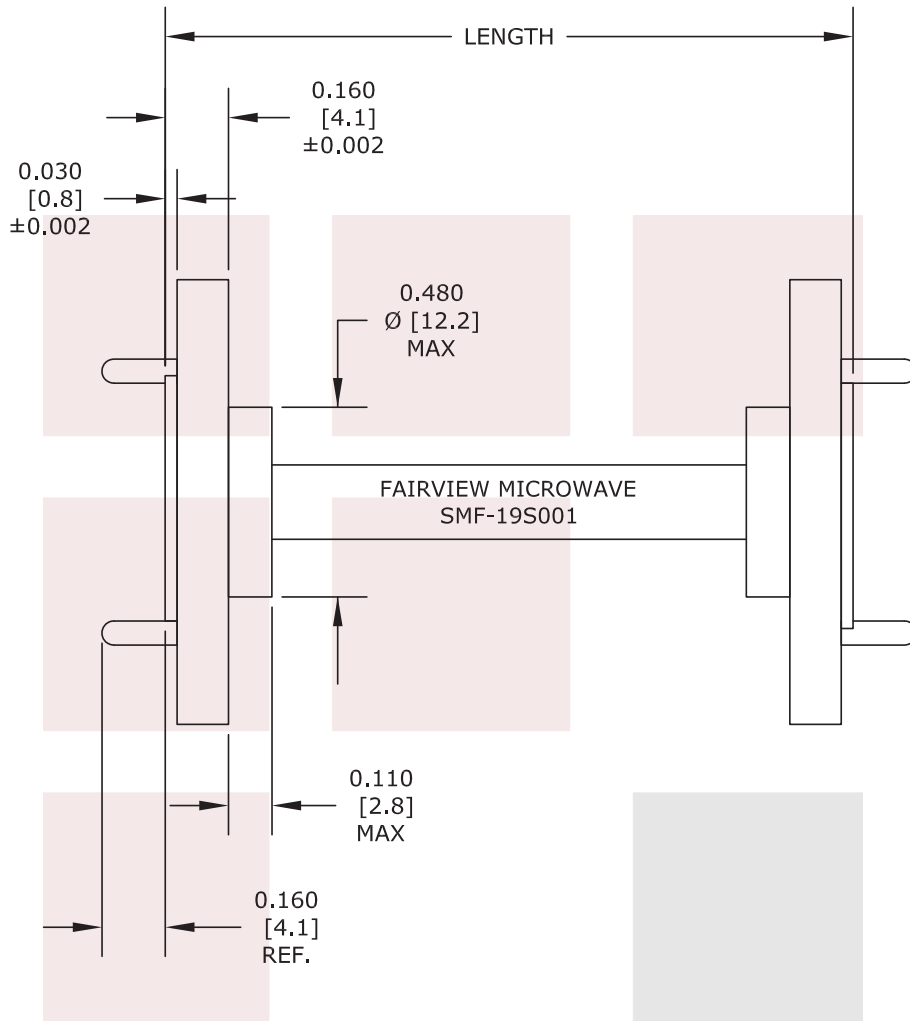 LENGTH
0.160
[4.1]
±0.002
0.030
[0.8]
±0.002
0.480
Ø [12.2]
MAX
FAIRVIEW MICROWAVE
SMF-19S001
0.110
[2.8]
MAX
0.160
[4.1]
REF.